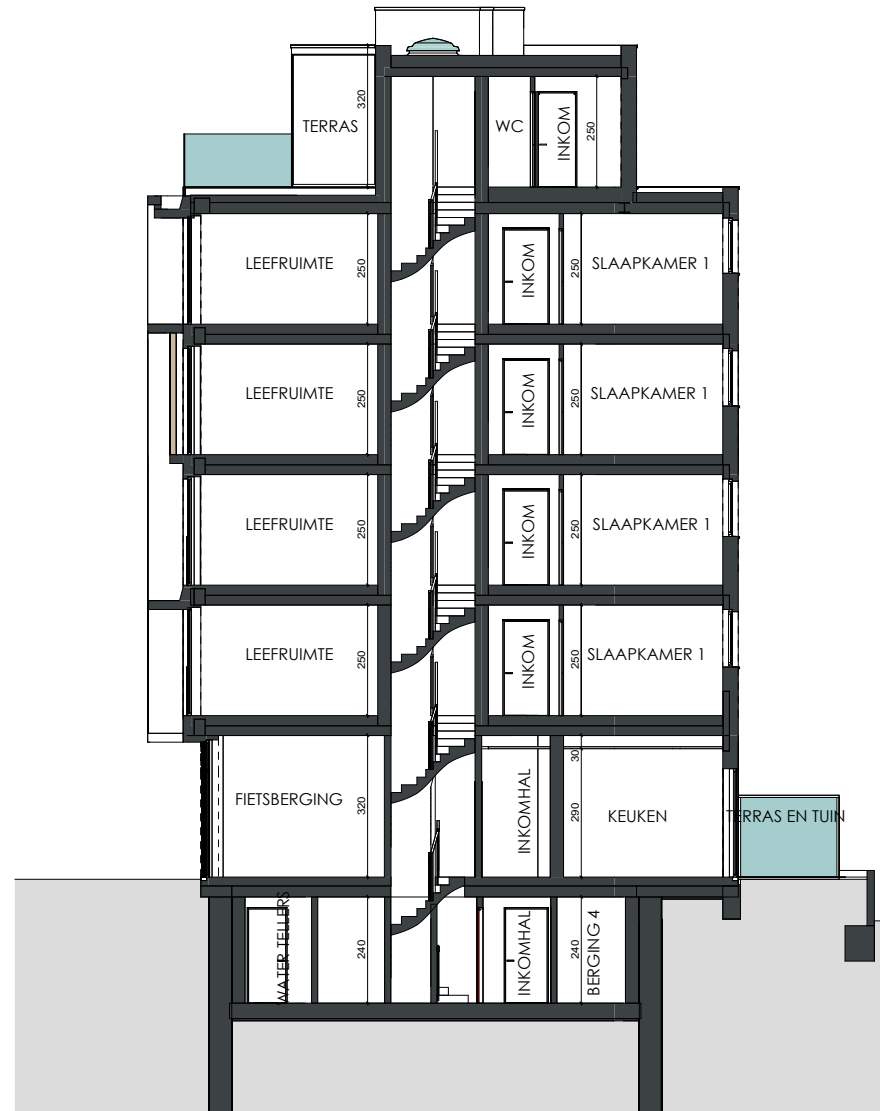 320
TERRAS
WC
INKOM
250
LEEFRUIMTE
250
INKOM
250
SLAAPKAMER 1
LEEFRUIMTE
250
INKOM
250
SLAAPKAMER 1
LEEFRUIMTE
250
INKOM
250
SLAAPKAMER 1
LEEFRUIMTE
250
INKOM
250
SLAAPKAMER 1
FIETSBERGING
320
INKOMHAL
30
290
KEUKEN
TERRAS EN TUIN
WATER TELLERS
240
INKOMHAL
240
BERGING 4